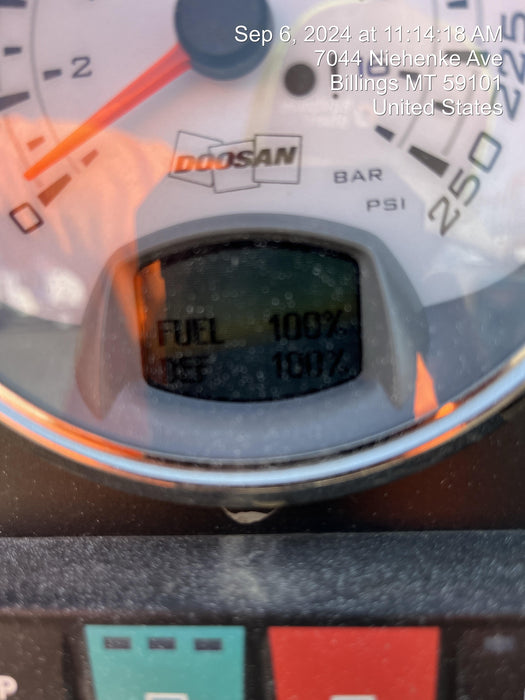 Sep 6, 2024 at 11:14:18 AM
7044 Niehenke Ave
Billings MT 59101
United States
2
0
225
250
DOOSAN
BAR
PSI
FUEL 100%
DEF 100%
P